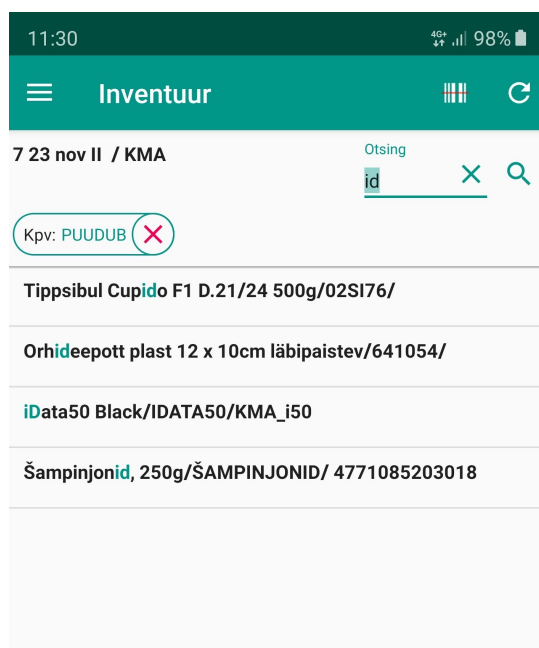 11:30 4G+ 98%
Inventuur
7 23 nov II / KMA
Otsing
id
Kpv: PUUDUB
Tippsibul Cupido F1 D.21/24 500g/02SI76/
Orhideepott plast 12 x 10cm läbipaistev/641054/
iData50 Black/IDATA50/KMA_i50
Šampinjonid, 250g/ŠAMPINJONID/ 4771085203018